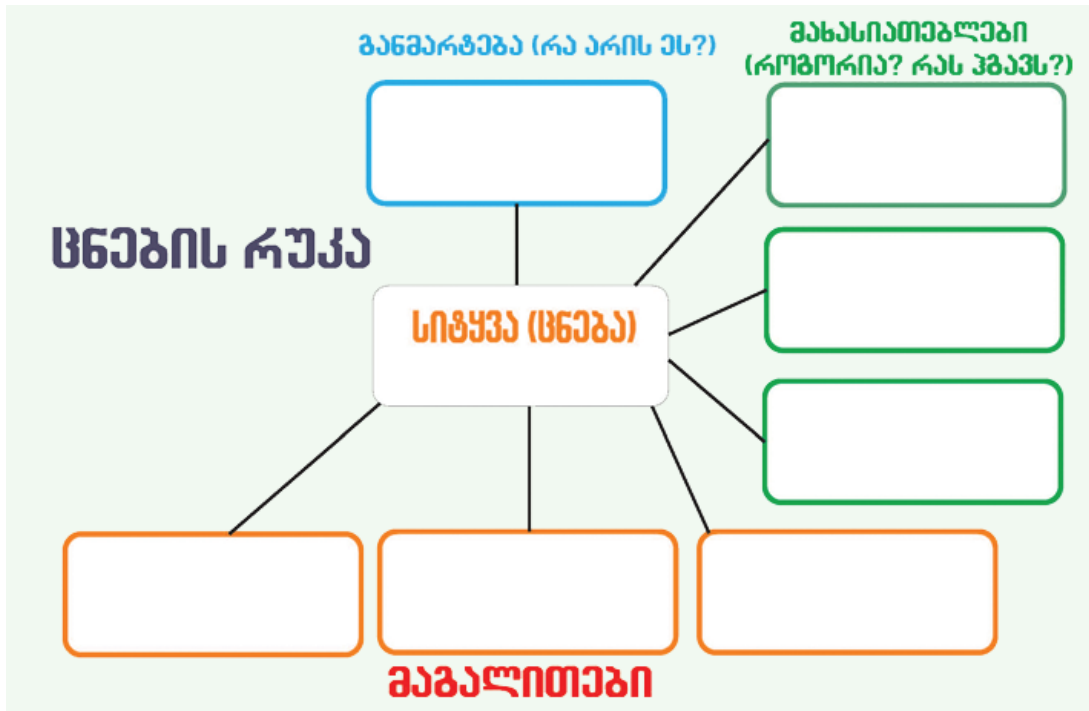 განმარტება (რა არის ეს?)
მახასიათებლები
(როგორია? რას ჰგავს?)
ცნების რუკა
სიტყვა (ცნება)
მაგალითები